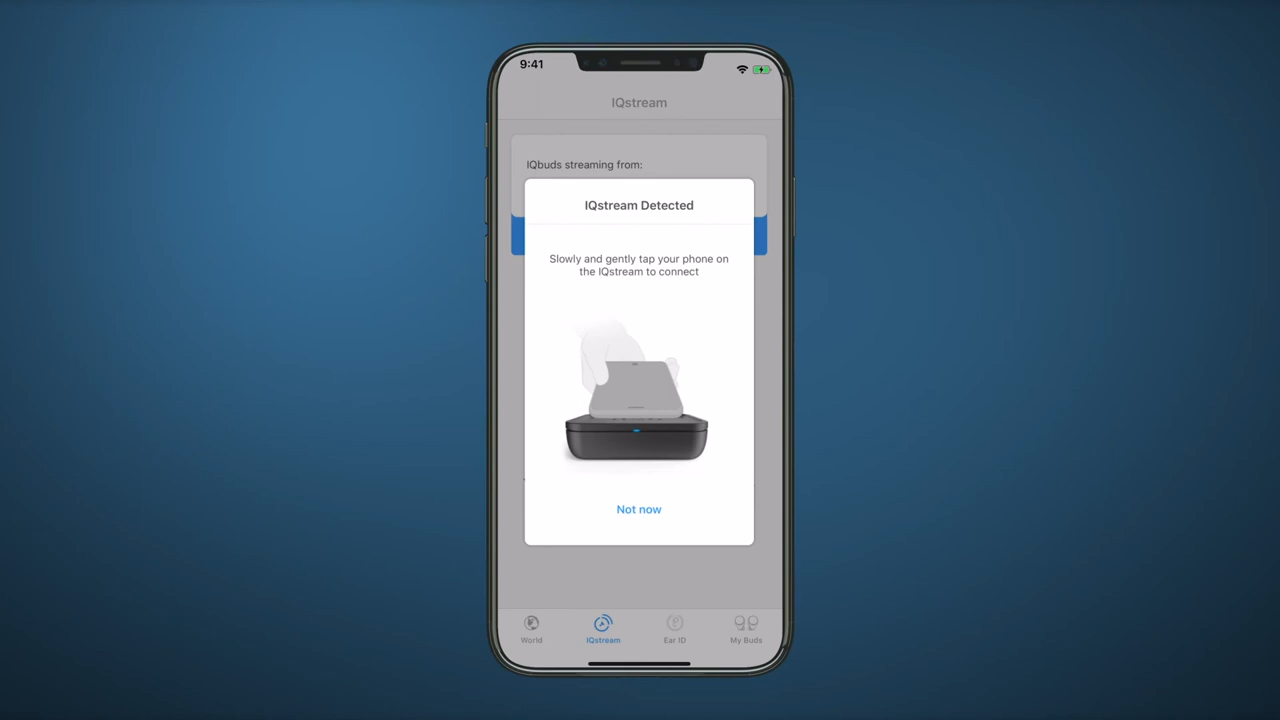 9:41
IQstream
IQbuds streaming from:
IQstream Detected
Slowly and gently tap your phone on
the IQstream to connect
Not now
World
IQstream
Ear ID
My Buds